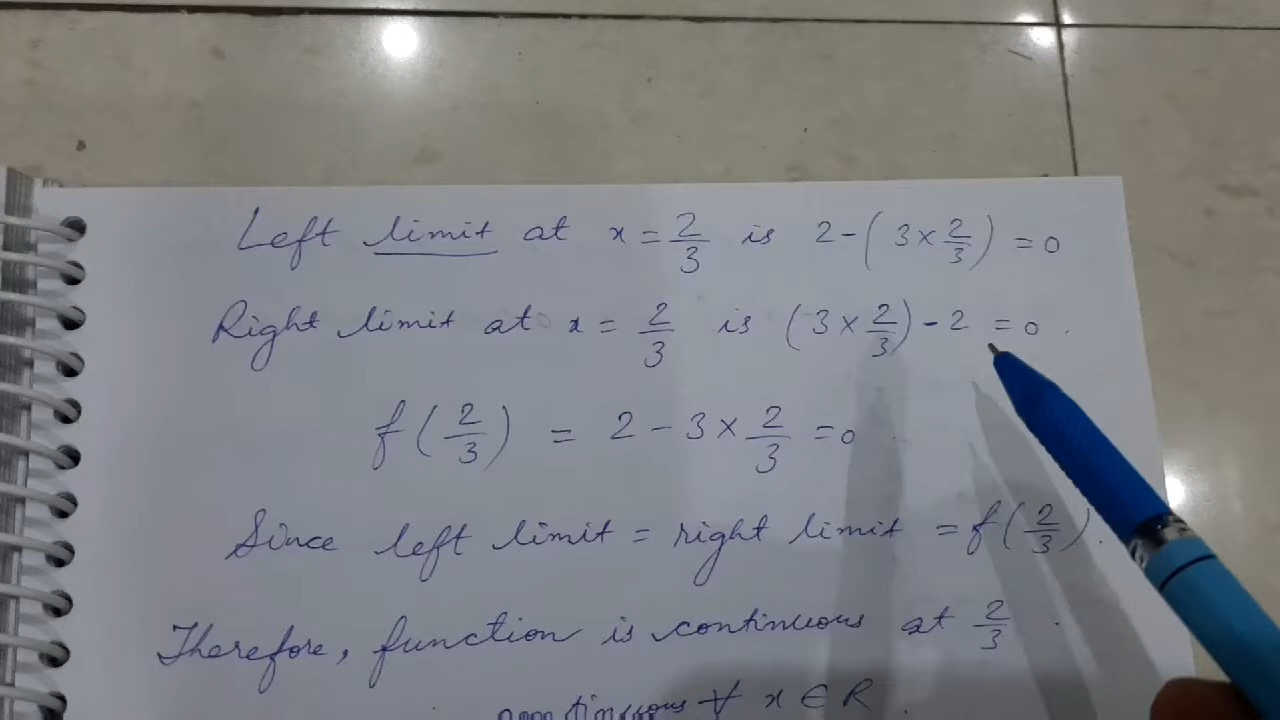 Left limit at x = 2/3 is 2 - (3 × 2/3) = 0
Right limit at x = 2/3 is (3 × 2/3) - 2 = 0.
f(2/3) = 2 - 3 × 2/3 = 0
Since left limit = right limit = f(2/3).
Therefore, function is continuous at 2/3.
continuous ∀ x ∈ R.